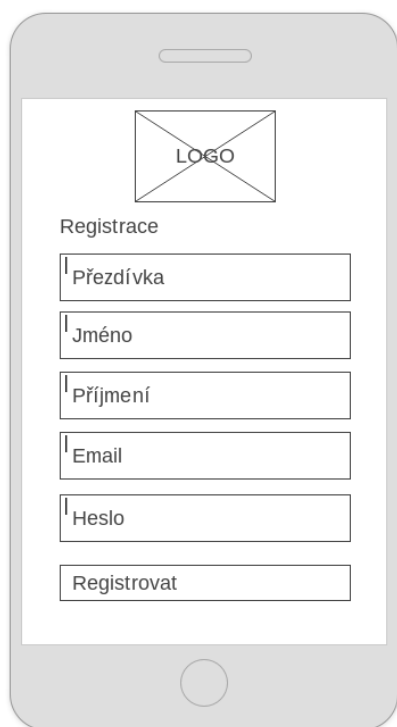 LOGO
Registrace
Přezdívka
Jméno
Příjmení
Email
Heslo
Registrovat